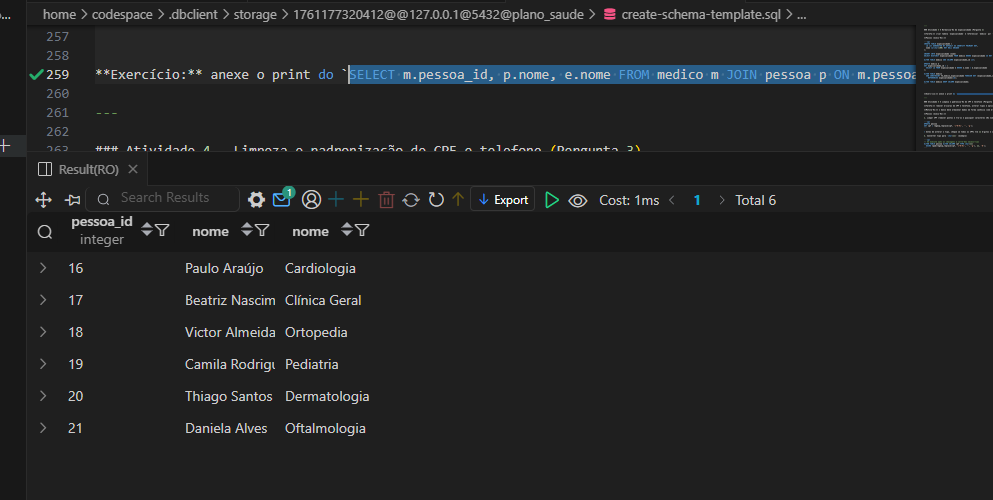 home > codespace > .dbclient > storage > 1761177320412@@127.0.0.1@5432@plano_saude > create-schema-template.sql > ...
257
258
259 **Exercício:** anexe o print do `SELECT m.pessoa_id, p.nome, e.nome FROM medico m JOIN pessoa p ON m.pessoa
260
261 ---
262
Result(RO)
Search Results 1 Export Cost: 1ms < 1 > Total 6
pessoa_id nome nome
integer
16 Paulo Araújo Cardiologia
17 Beatriz Nascim Clínica Geral
18 Victor Almeida Ortopedia
19 Camila Rodrigu Pediatria
20 Thiago Santos Dermatologia
21 Daniela Alves Oftalmologia